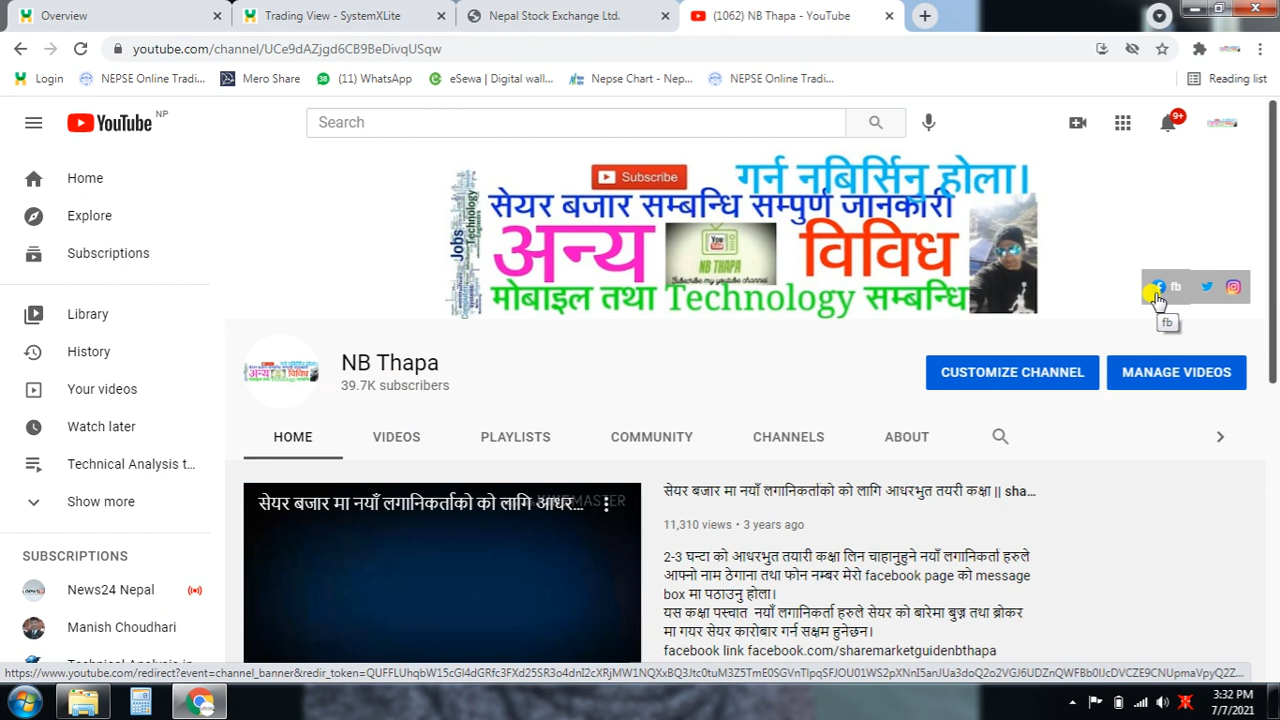 Overview
Trading View - SystemXLite
Nepal Stock Exchange Ltd.
(1062) NB Thapa - YouTube
youtube.com/channel/UCe9dAZjgd6CB9BeDivqUSqw
Login
NEPSE Online Tradi...
Mero Share
(11) WhatsApp
eSewa | Digital wall...
Nepse Chart - Nep...
NEPSE Online Tradi...
Reading list
YouTube NP
Search
9+
Subscribe
गर्न नबिर्सिनु होला।
सेयर बजार सम्बन्धि सम्पुर्ण जानकारी
Jobs
Technology
अन्य
You
NB THAPA
Subscribe my youtube channel
विविध
मोबाइल तथा Technology सम्बन्धि
fb
fb
Home
Explore
Subscriptions
Library
History
Your videos
Watch later
Technical Analysis t...
Show more
SUBSCRIPTIONS
News24 Nepal
Manish Choudhari
NB Thapa
39.7K subscribers
CUSTOMIZE CHANNEL
MANAGE VIDEOS
HOME
VIDEOS
PLAYLISTS
COMMUNITY
CHANNELS
ABOUT
सेयर बजार मा नयाँ लगानिकर्ताको को लागि आधर...
सेयर बजार मा नयाँ लगानिकर्ताको को लागि आधरभुत तयरी कक्षा || sha...
11,310 views • 3 years ago
2-3 घन्टा को आधरभुत तयारी कक्षा लिन चाहानुहुने नयाँ लगानिकर्ता हरुले
आफ्नो नाम ठेगाना तथा फोन नम्बर मेरो facebook page को message
box मा पठाउनु होला।
यस कक्षा पस्चात नयाँ लगानिकर्ता हरुले सेयर को बारेमा बुझ्न तथा ब्रोकर
मा गयर सेयर कारोबार गर्न सक्षम हुनेछन।
facebook link facebook.com/sharemarketguidenbthapa
3:32 PM
7/7/2021